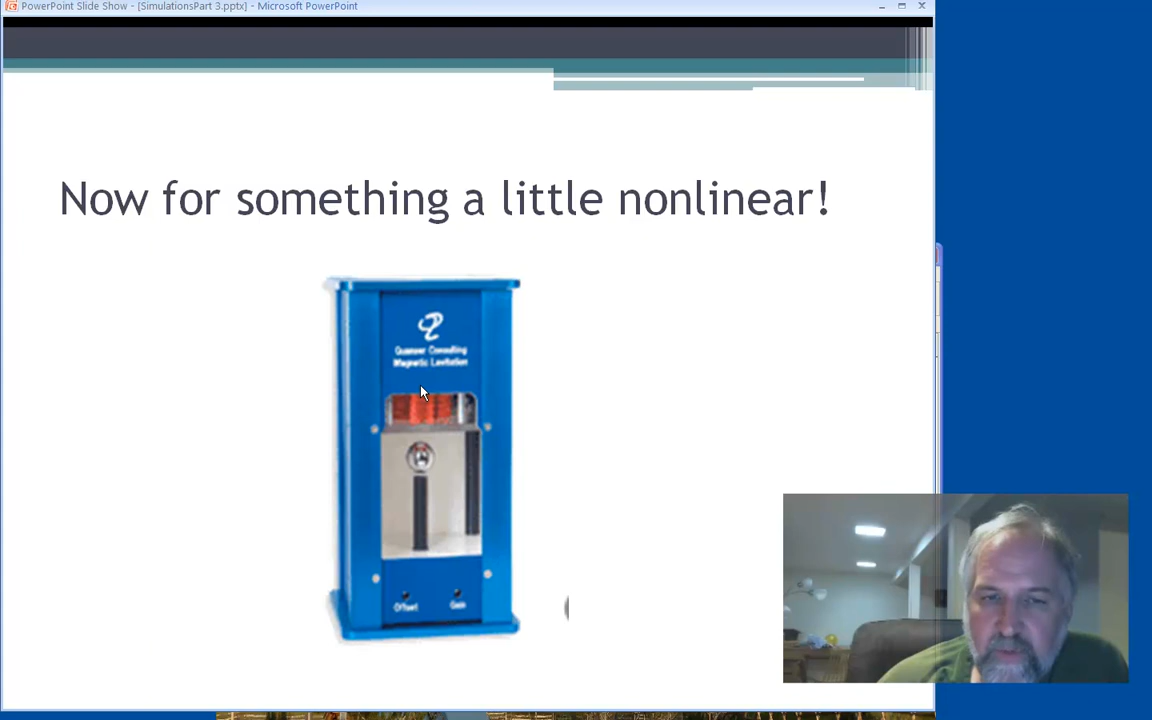 PowerPoint Slide Show - [SimulationsPart 3.pptx] - Microsoft PowerPoint
Now for something a little nonlinear!
Quanser Consulting
Magnetic Levitation
Offset
Gain